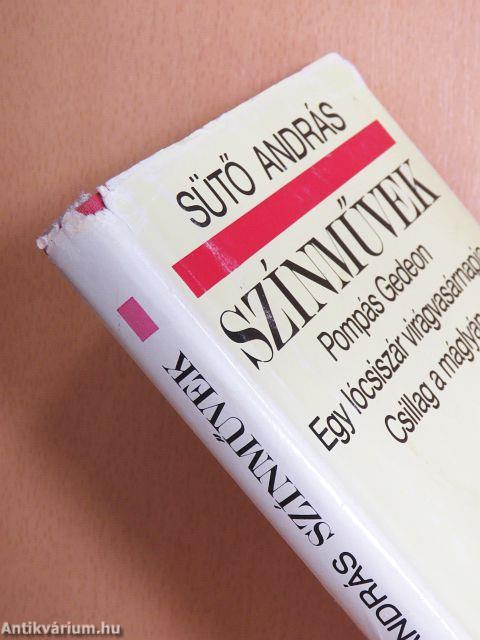 SÜTŐ ANDRÁS
SZÍNMŰVEK
Pompás Gedeon
Egy lócsiszár virágvasárnapja
Csillag a máglyán
ANDRÁS SZÍNMŰVEK
Antikvárium.hu